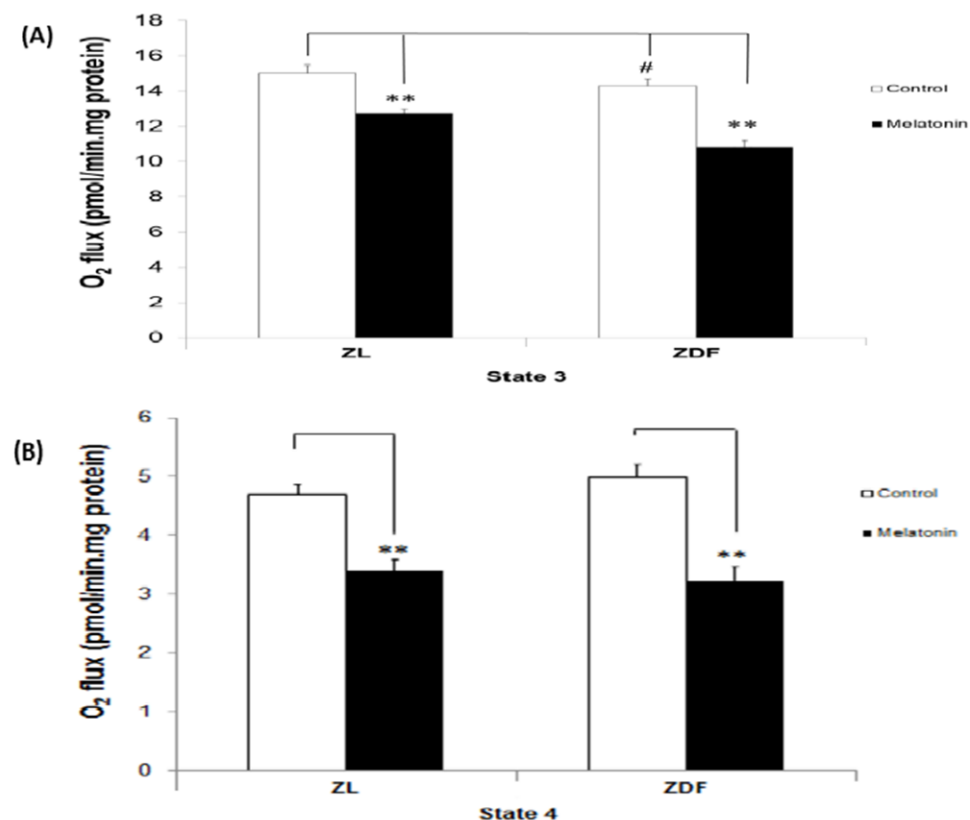 (A)
O₂ flux (pmol/min.mg protein)
18
16
14
12
10
8
6
4
2
0
**
#
**
Control
Melatonin
ZL
ZDF
State 3
(B)
O₂ flux (pmol/min.mg protein)
6
5
4
3
2
1
0
**
**
Control
Melatonin
ZL
ZDF
State 4